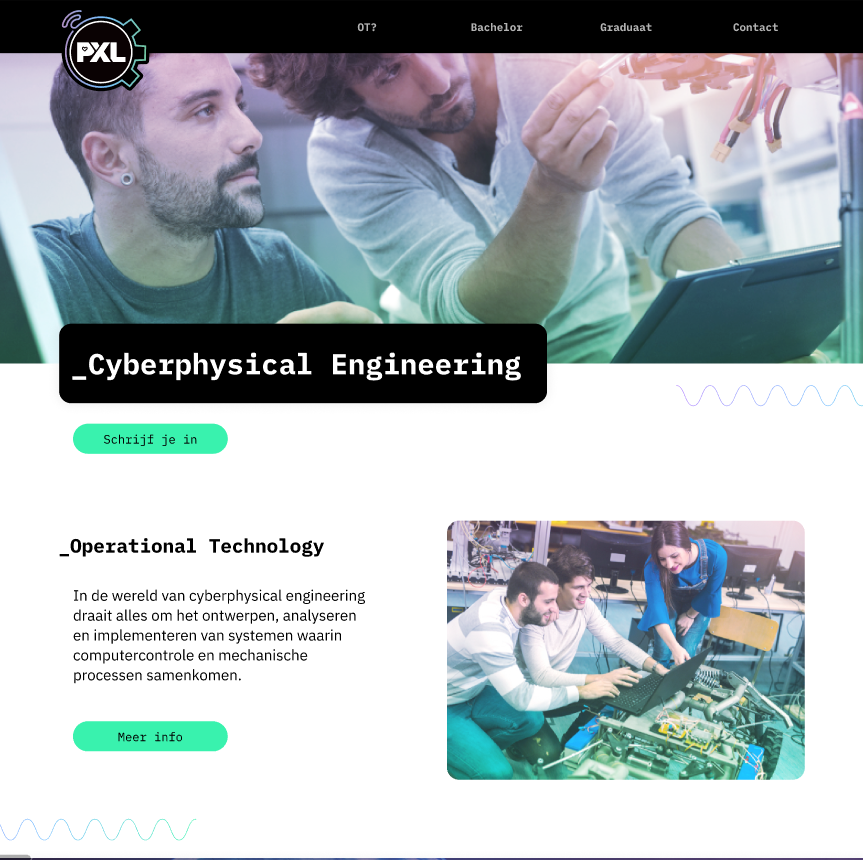 PXL
OT?
Bachelor
Graduaat
Contact
_Cyberphysical Engineering
Schrijf je in
_Operational Technology
In de wereld van cyberphysical engineering
draait alles om het ontwerpen, analyseren
en implementeren van systemen waarin
computercontrole en mechanische
processen samenkomen.
Meer info